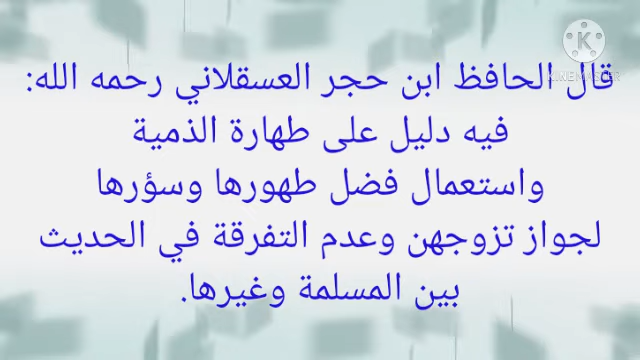 قال الحافظ ابن حجر العسقلاني رحمه الله:
فيه دليل على طهارة الذمية
واستعمال فضل طهورها وسؤرها
لجواز تزوجهن وعدم التفرقة في الحديث
بين المسلمة وغيرها.
KINEMASTER